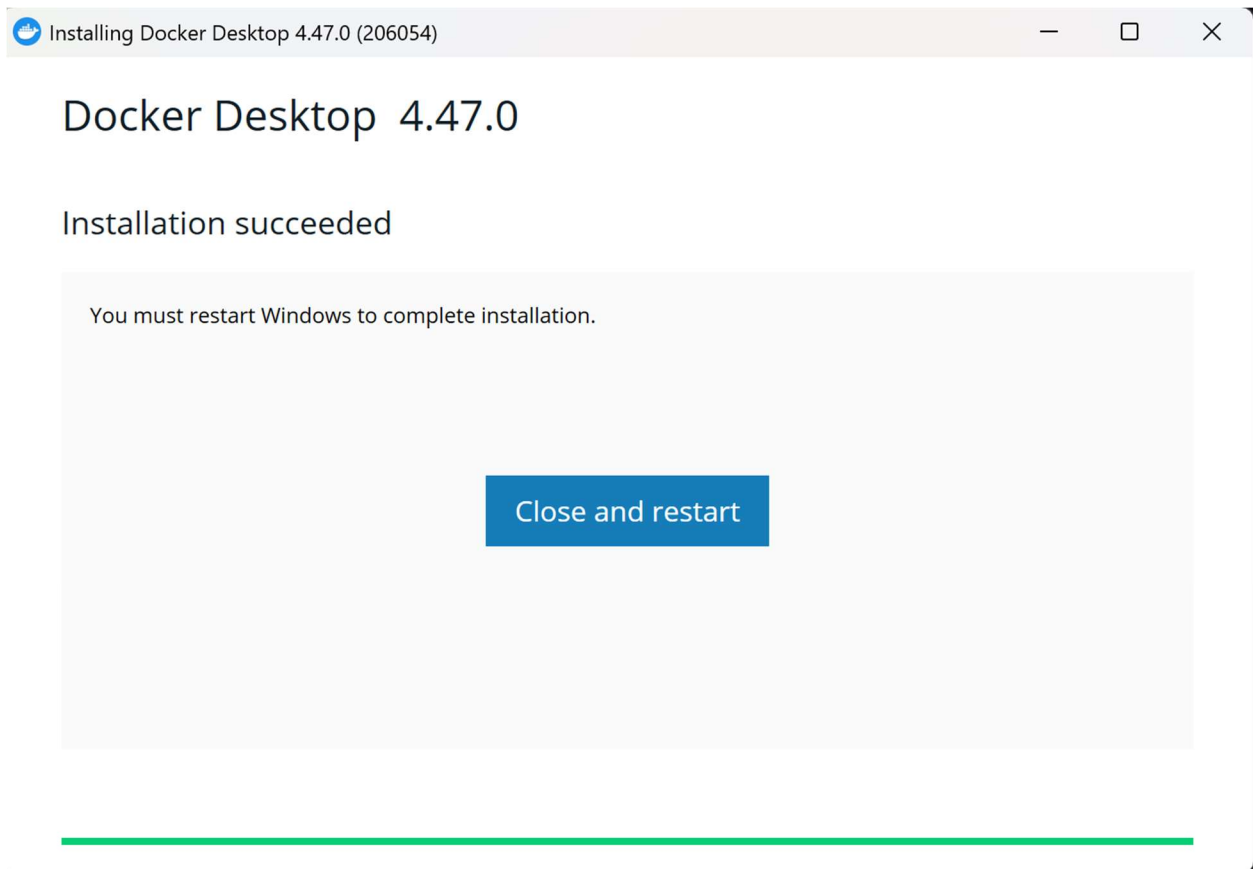 Installing Docker Desktop 4.47.0 (206054)
Docker Desktop 4.47.0
Installation succeeded
You must restart Windows to complete installation.
Close and restart